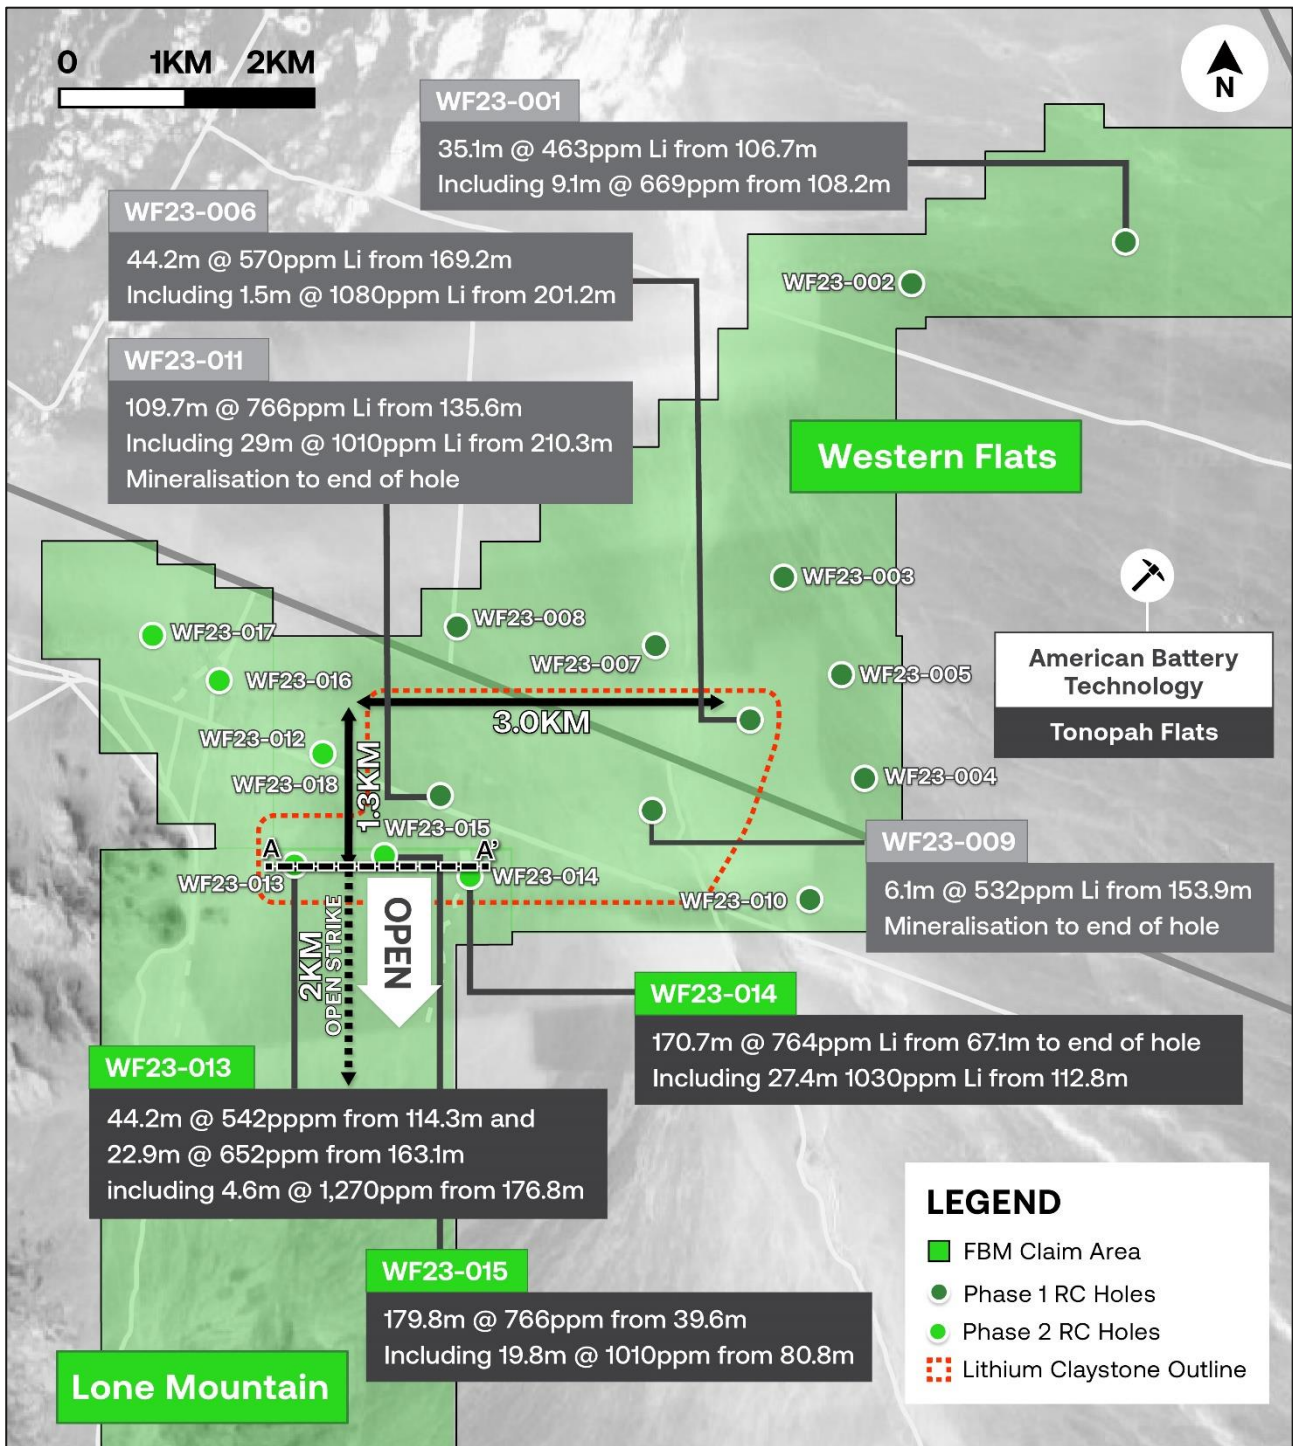 0 1KM 2KM
N
WF23-001
35.1m @ 463ppm Li from 106.7m
Including 9.1m @ 669ppm from 108.2m
WF23-006
44.2m @ 570ppm Li from 169.2m
Including 1.5m @ 1080ppm Li from 201.2m
WF23-002
WF23-011
109.7m @ 766ppm Li from 135.6m
Including 29m @ 1010ppm Li from 210.3m
Mineralisation to end of hole
Western Flats
WF23-003
WF23-008
WF23-007
WF23-017
WF23-016
WF23-005
American Battery
Technology
Tonopah Flats
3.0KM
WF23-012
WF23-018
1.3KM
WF23-004
WF23-015
A
A'
WF23-013
WF23-014
WF23-010
WF23-009
6.1m @ 532ppm Li from 153.9m
Mineralisation to end of hole
OPEN
2KM
OPEN STRIKE
WF23-014
170.7m @ 764ppm Li from 67.1m to end of hole
Including 27.4m 1030ppm Li from 112.8m
WF23-013
44.2m @ 542pppm from 114.3m and
22.9m @ 652ppm from 163.1m
including 4.6m @ 1,270ppm from 176.8m
WF23-015
179.8m @ 766ppm from 39.6m
Including 19.8m @ 1010ppm from 80.8m
Lone Mountain
LEGEND
FBM Claim Area
Phase 1 RC Holes
Phase 2 RC Holes
Lithium Claystone Outline